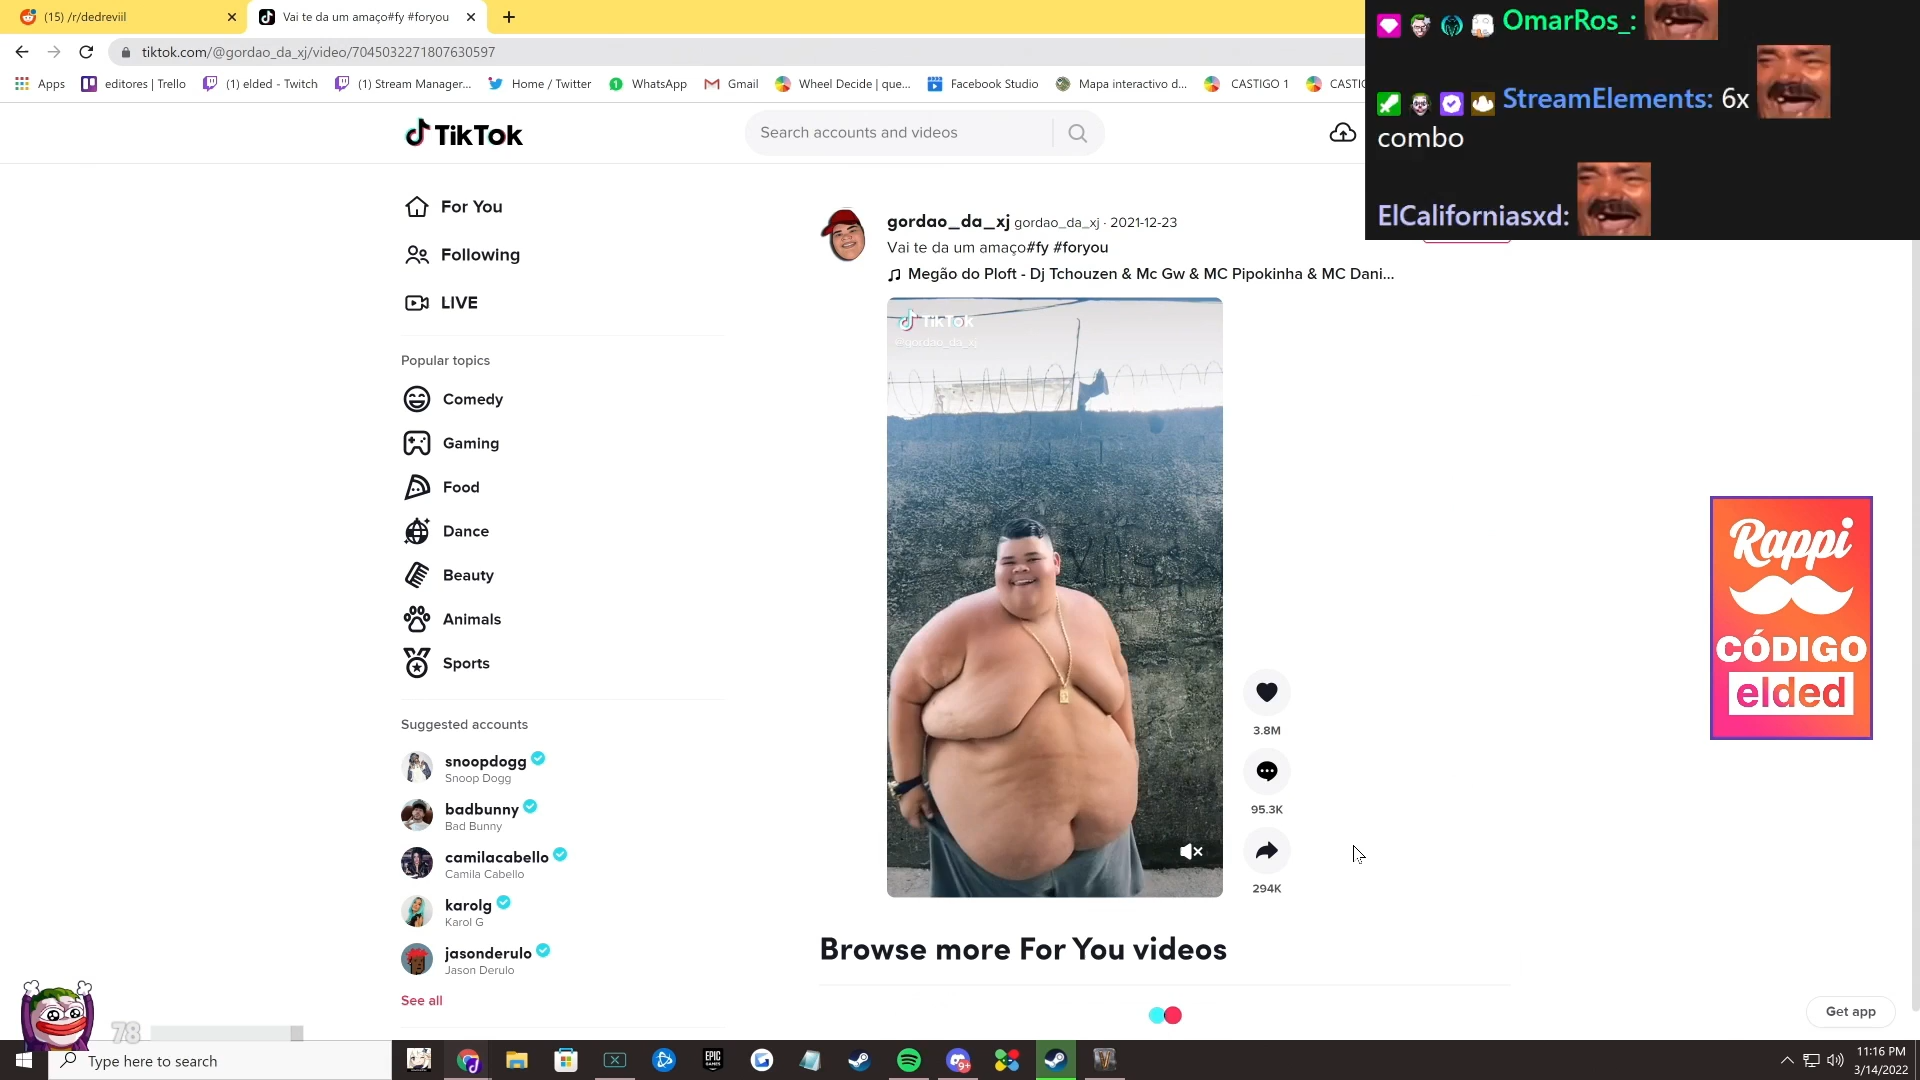 (15) /r/dedreviil
Vai te da um amaço#fy #foryou
tiktok.com/@gordao_da_xj/video/7045032271807630597
Apps
editores | Trello
(1) elded - Twitch
(1) Stream Manager...
Home / Twitter
WhatsApp
Gmail
Wheel Decide | que...
Facebook Studio
Mapa interactivo d...
CASTIGO 1
OmarRos_:
StreamElements: 6x
combo
ElCaliforniasxd:
TikTok
Search accounts and videos
For You
Following
LIVE
Popular topics
Comedy
Gaming
Food
Dance
Beauty
Animals
Sports
Suggested accounts
snoopdogg
Snoop Dogg
badbunny
Bad Bunny
camilacabello
Camila Cabello
karolg
Karol G
jasonderulo
Jason Derulo
See all
gordao_da_xj gordao_da_xj · 2021-12-23
Vai te da um amaço#fy #foryou
Megão do Ploft - Dj Tchouzen & Mc Gw & MC Pipokinha & MC Dani...
TikTok
@gordao_da_xj
3.8M
95.3K
294K
Browse more For You videos
Rappi
CÓDIGO
elded
Get app
78
Type here to search
EPIC
GAMES
9+
11:16 PM
3/14/2022